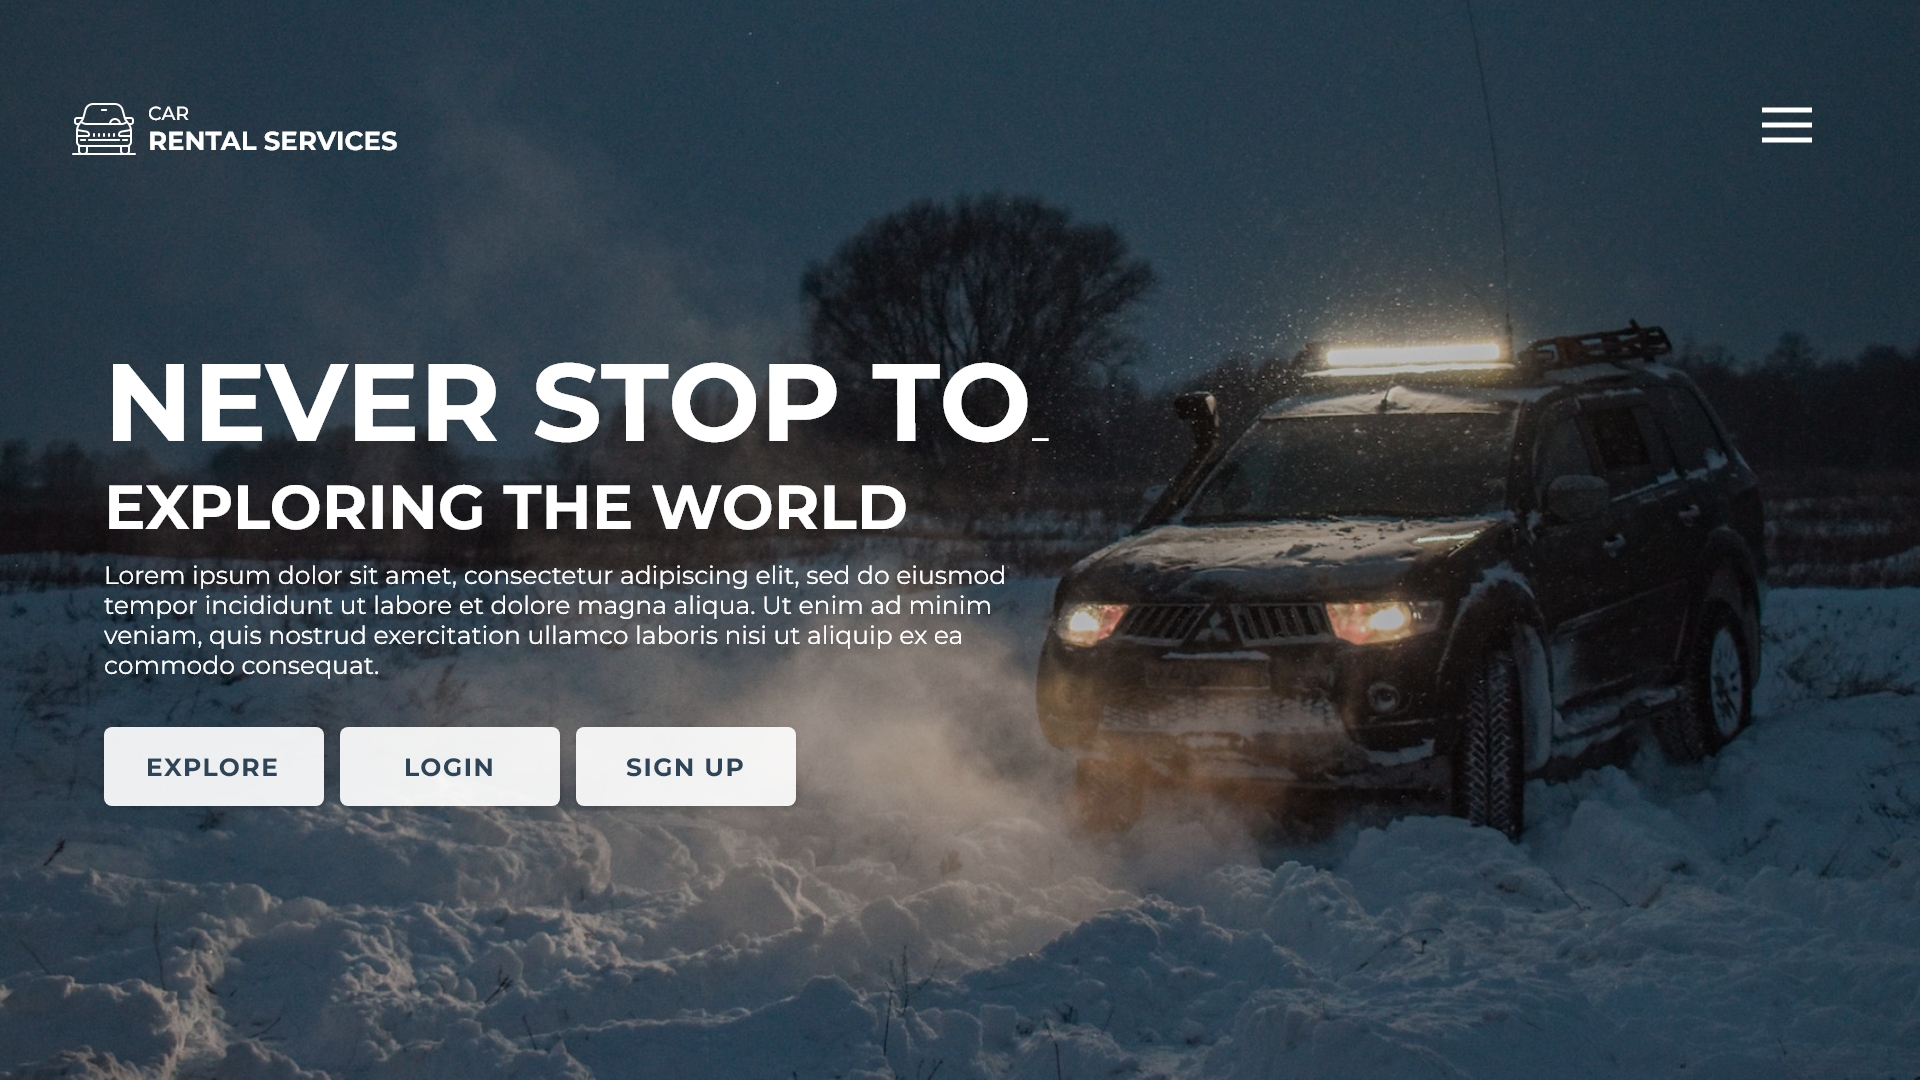 CAR
RENTAL SERVICES
NEVER STOP TO_
EXPLORING THE WORLD
Lorem ipsum dolor sit amet, consectetur adipiscing elit, sed do eiusmod
tempor incididunt ut labore et dolore magna aliqua. Ut enim ad minim
veniam, quis nostrud exercitation ullamco laboris nisi ut aliquip ex ea
commodo consequat.
EXPLORE
LOGIN
SIGN UP